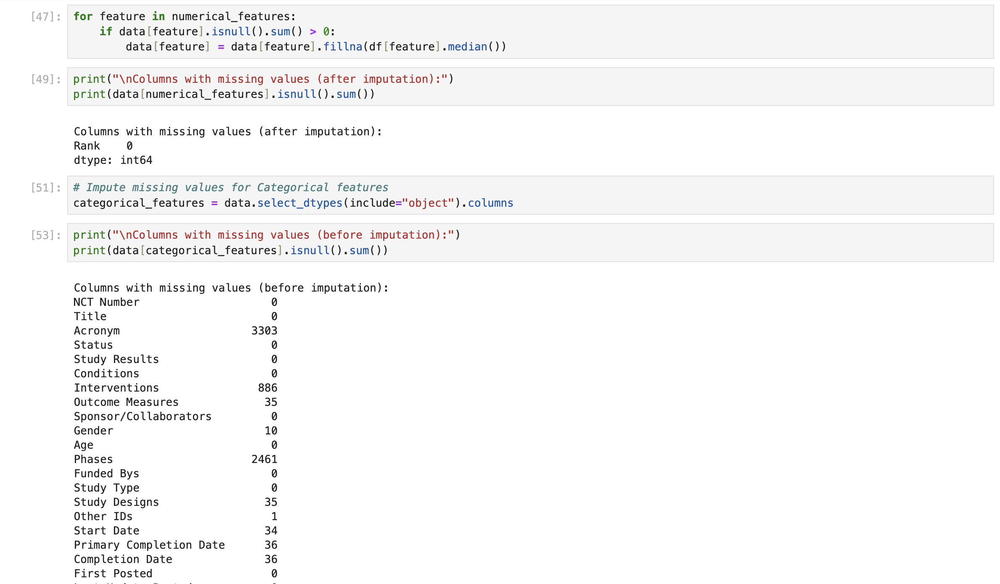 [47]: for feature in numerical_features:
    if data[feature].isnull().sum() > 0:
        data[feature] = data[feature].fillna(df[feature].median())
[49]: print("\nColumns with missing values (after imputation):")
print(data[numerical_features].isnull().sum())
Columns with missing values (after imputation):
Rank    0
dtype: int64
[51]: # Impute missing values for Categorical features
categorical_features = data.select_dtypes(include="object").columns
[53]: print("\nColumns with missing values (before imputation):")
print(data[categorical_features].isnull().sum())
Columns with missing values (before imputation):
NCT Number                    0
Title                         0
Acronym                    3303
Status                        0
Study Results                 0
Conditions                    0
Interventions               886
Outcome Measures             35
Sponsor/Collaborators         0
Gender                       10
Age                           0
Phases                     2461
Funded Bys                    0
Study Type                    0
Study Designs                35
Other IDs                     1
Start Date                   34
Primary Completion Date      36
Completion Date              36
First Posted                  0